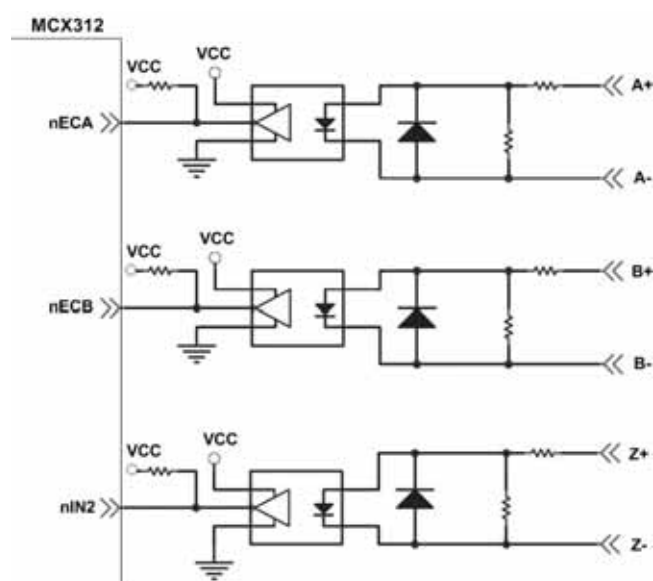 MCX312
VCC
VCC
nECA
A+
A-
VCC
VCC
nECB
B+
B-
VCC
VCC
nIN2
Z+
Z-